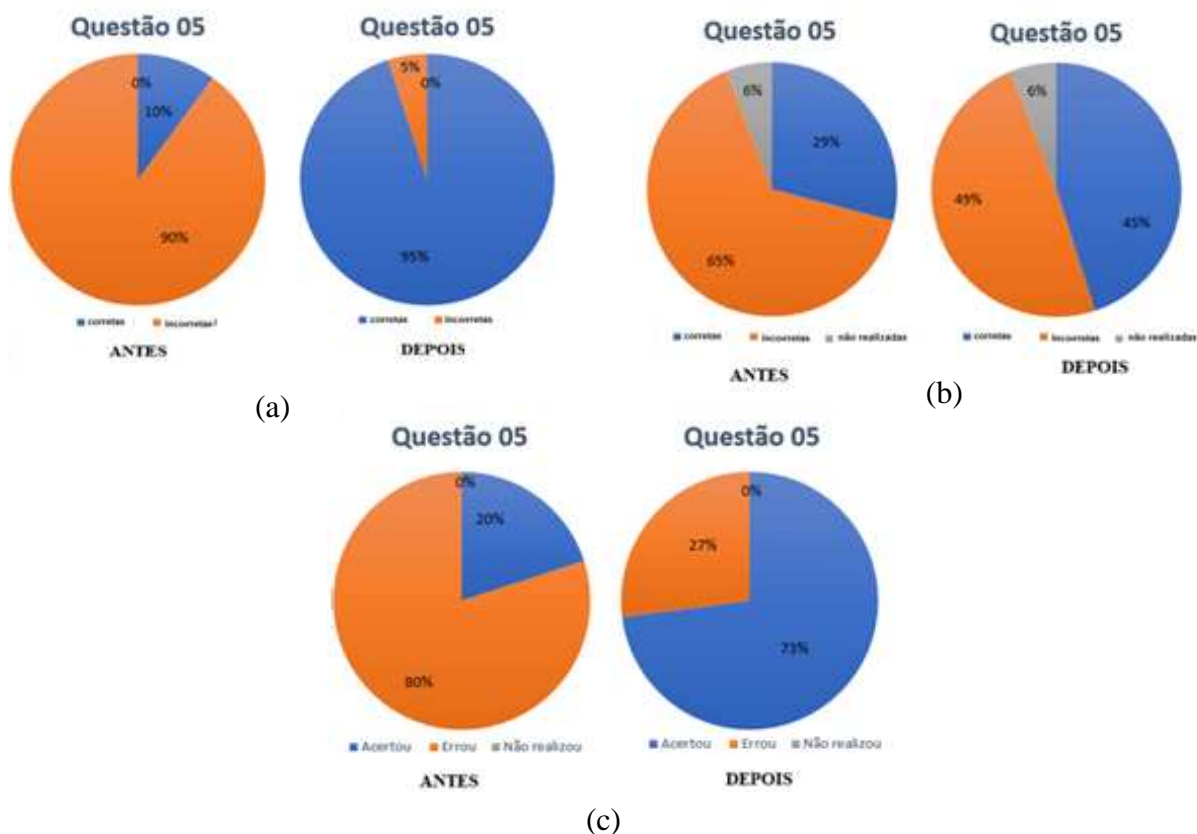 Questão 05
0%
10%
90%
corretas incorretas
ANTES
Questão 05
5%
0%
95%
corretas incorretas
DEPOIS
(a)
Questão 05
6%
29%
65%
corretas incorretas não realizadas
ANTES
Questão 05
6%
49%
45%
corretas incorretas não realizadas
DEPOIS
(b)
Questão 05
0%
20%
80%
Acertou Errou Não realizou
ANTES
Questão 05
0%
27%
73%
Acertou Errou Não realizou
DEPOIS
(c)